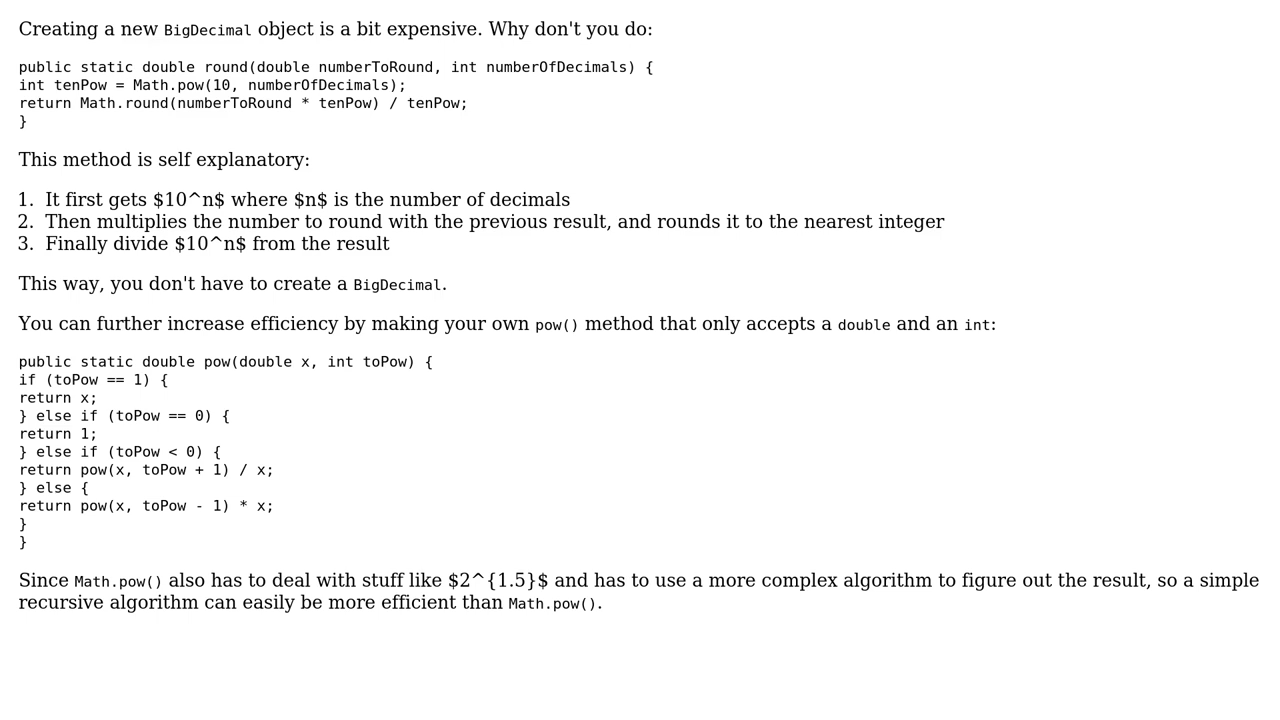 Creating a new BigDecimal object is a bit expensive. Why don't you do:
public static double round(double numberToRound, int numberOfDecimals) {
int tenPow = Math.pow(10, numberOfDecimals);
return Math.round(numberToRound * tenPow) / tenPow;
}
This method is self explanatory:
1. It first gets $10^n$ where $n$ is the number of decimals
2. Then multiplies the number to round with the previous result, and rounds it to the nearest integer
3. Finally divide $10^n$ from the result
This way, you don't have to create a BigDecimal.
You can further increase efficiency by making your own pow() method that only accepts a double and an int:
public static double pow(double x, int toPow) {
if (toPow == 1) {
return x;
} else if (toPow == 0) {
return 1;
} else if (toPow < 0) {
return pow(x, toPow + 1) / x;
} else {
return pow(x, toPow - 1) * x;
}
}
Since Math.pow() also has to deal with stuff like $2^{1.5}$ and has to use a more complex algorithm to figure out the result, so a simple
recursive algorithm can easily be more efficient than Math.pow().